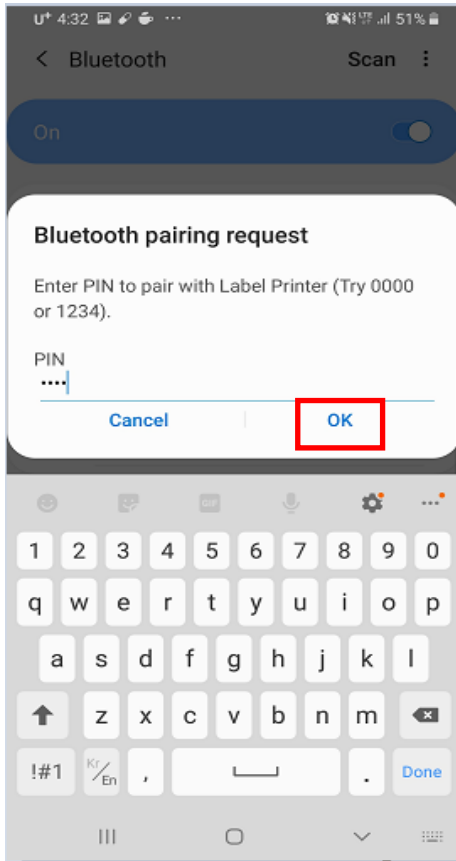 U+ 4:32 51%
Bluetooth Scan
On
Bluetooth pairing request
Enter PIN to pair with Label Printer (Try 0000
or 1234).
PIN
••••
Cancel OK
GIF
1 2 3 4 5 6 7 8 9 0
q w e r t y u i o p
a s d f g h j k l
z x c v b n m
!#1 Kr/En , . Done